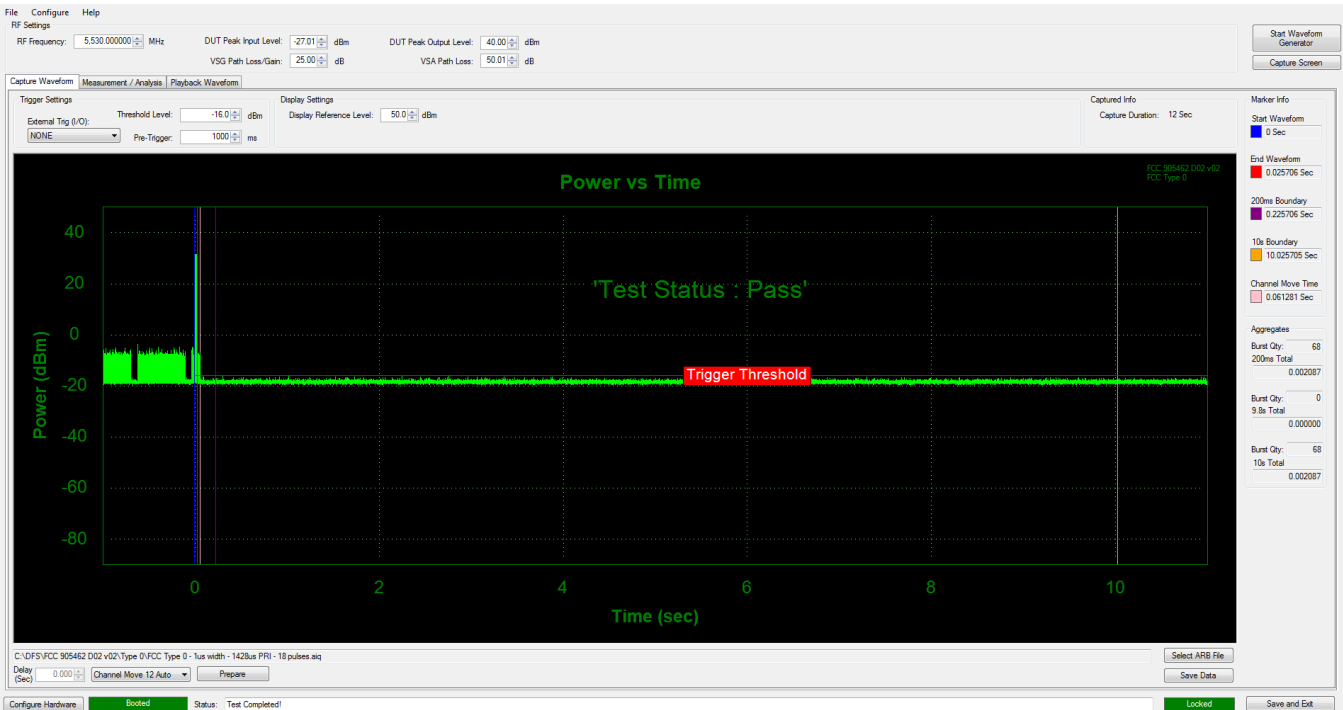 File Configure Help
RF Settings
RF Frequency: 5,530.000000 MHz DUT Peak Input Level: -27.01 dBm DUT Peak Output Level: 40.00 dBm
VSG Path Loss/Gain: 25.00 dB VSA Path Loss: 50.01 dB
Start Waveform
Generator
Capture Screen
Capture Waveform Measurement / Analysis Playback Waveform
Trigger Settings
External Trig (I/O):
NONE
Threshold Level: -16.0 dBm
Pre-Trigger: 1000 ms
Display Settings
Display Reference Level: 50.0 dBm
Captured Info
Capture Duration: 12 Sec
Marker Info
Start Waveform
0 Sec
End Waveform
0.025706 Sec
200ms Boundary
0.225706 Sec
10s Boundary
10.025705 Sec
Channel Move Time
0.061281 Sec
Aggregates
Burst Qty: 68
200ms Total
0.002087
Burst Qty: 0
9.8s Total
0.000000
Burst Qty: 68
10s Total
0.002087
Power vs Time
FCC 905462 D02 v02
FCC Type 0
'Test Status : Pass'
Trigger Threshold
Power (dBm)
40
20
0
-20
-40
-60
-80
0 2 4 6 8 10
Time (sec)
C:\DFS\FCC 905462 D02 v02\Type 0\FCC Type 0 - 1us width - 1428us PRI - 18 pulses.aiq
Select ARB File
Delay
(Sec) 0.000 Channel Move 12 Auto Prepare
Save Data
Configure Hardware Booted Status: Test Completed! Locked Save and Exit